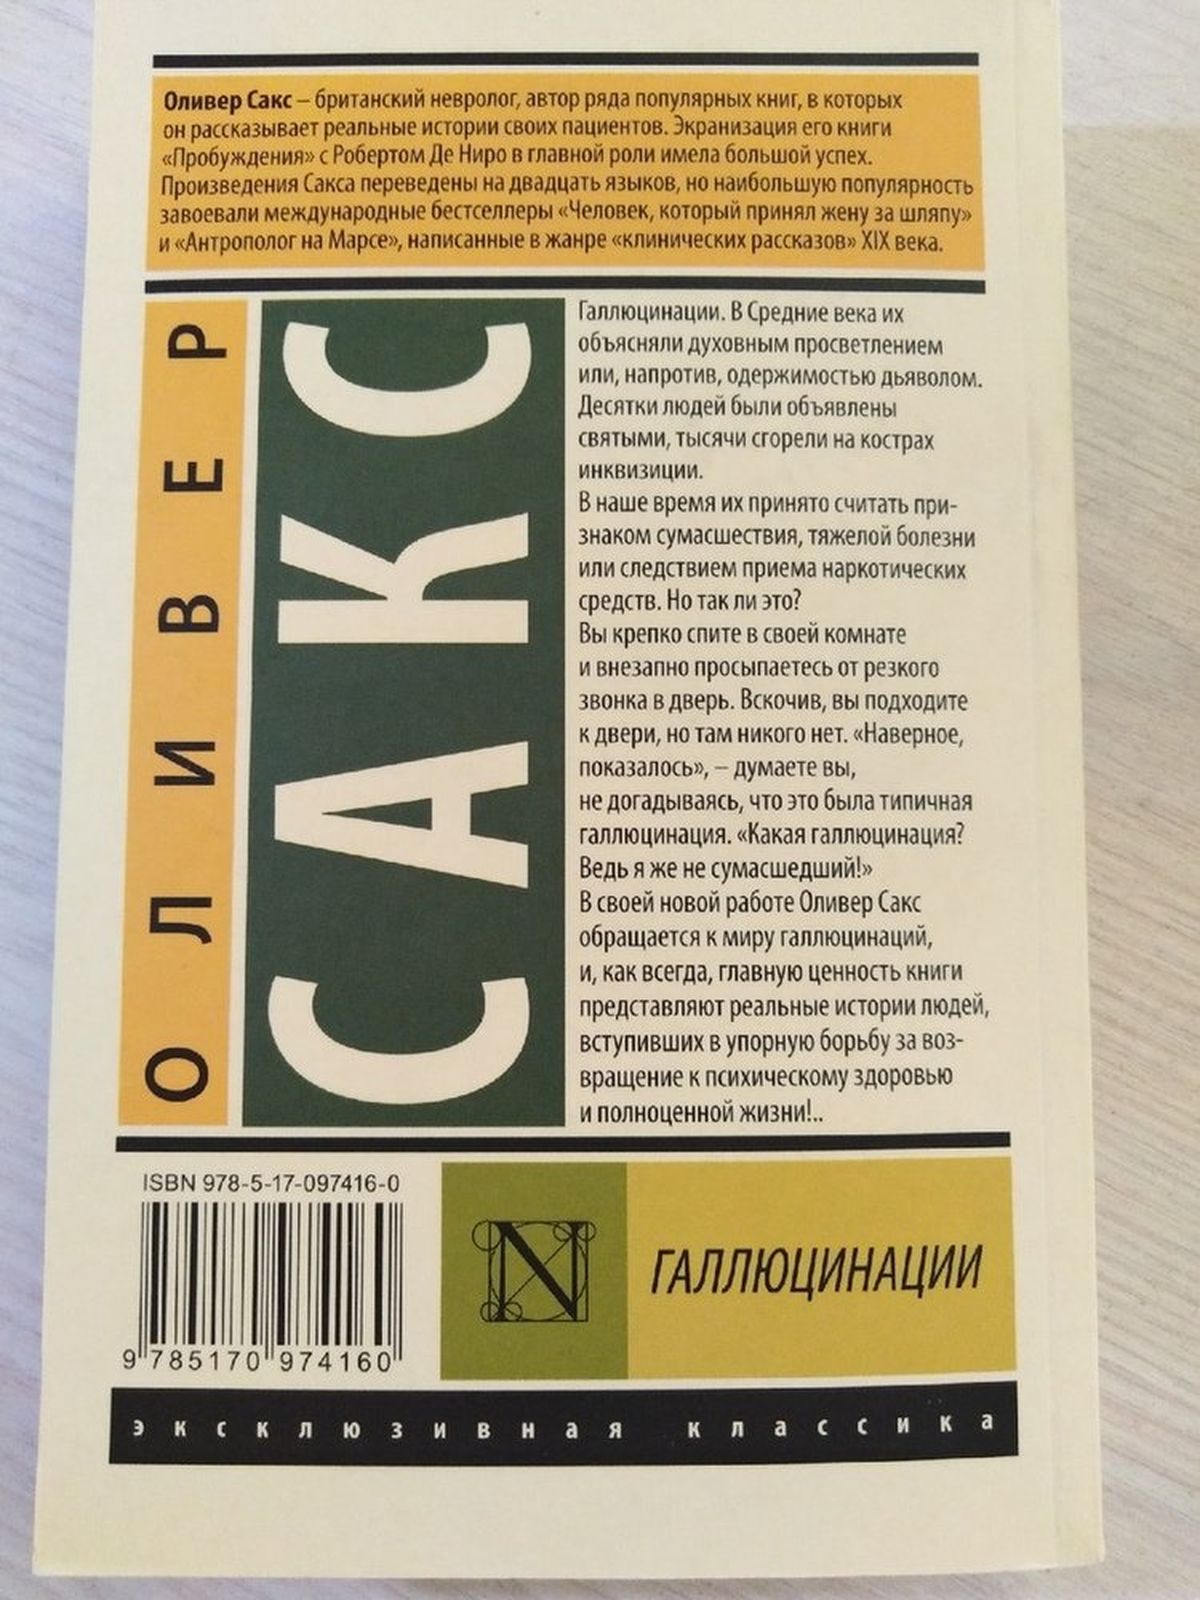 Оливер Сакс – британский невролог, автор ряда популярных книг, в которых
он рассказывает реальные истории своих пациентов. Экранизация его книги
«Пробуждения» с Робертом Де Ниро в главной роли имела большой успех.
Произведения Сакса переведены на двадцать языков, но наибольшую популярность
завоевали международные бестселлеры «Человек, который принял жену за шляпу»
и «Антрополог на Марсе», написанные в жанре «клинических рассказов» XIX века.
ОЛИВЕР
САКС
Галлюцинации. В Средние века их
объясняли духовным просветлением
или, напротив, одержимостью дьяволом.
Десятки людей были объявлены
святыми, тысячи сгорели на кострах
инквизиции.
В наше время их принято считать при-
знаком сумасшествия, тяжелой болезни
или следствием приема наркотических
средств. Но так ли это?
Вы крепко спите в своей комнате
и внезапно просыпаетесь от резкого
звонка в дверь. Вскочив, вы подходите
к двери, но там никого нет. «Наверное,
показалось», – думаете вы,
не догадываясь, что это была типичная
галлюцинация. «Какая галлюцинация?
Ведь я же не сумасшедший!»
В своей новой работе Оливер Сакс
обращается к миру галлюцинаций,
и, как всегда, главную ценность книги
представляют реальные истории людей,
вступивших в упорную борьбу за воз-
вращение к психическому здоровью
и полноценной жизни!..
ISBN 978-5-17-097416-0
9 785170 974160
N
ГАЛЛЮЦИНАЦИИ
эксклюзивная классика